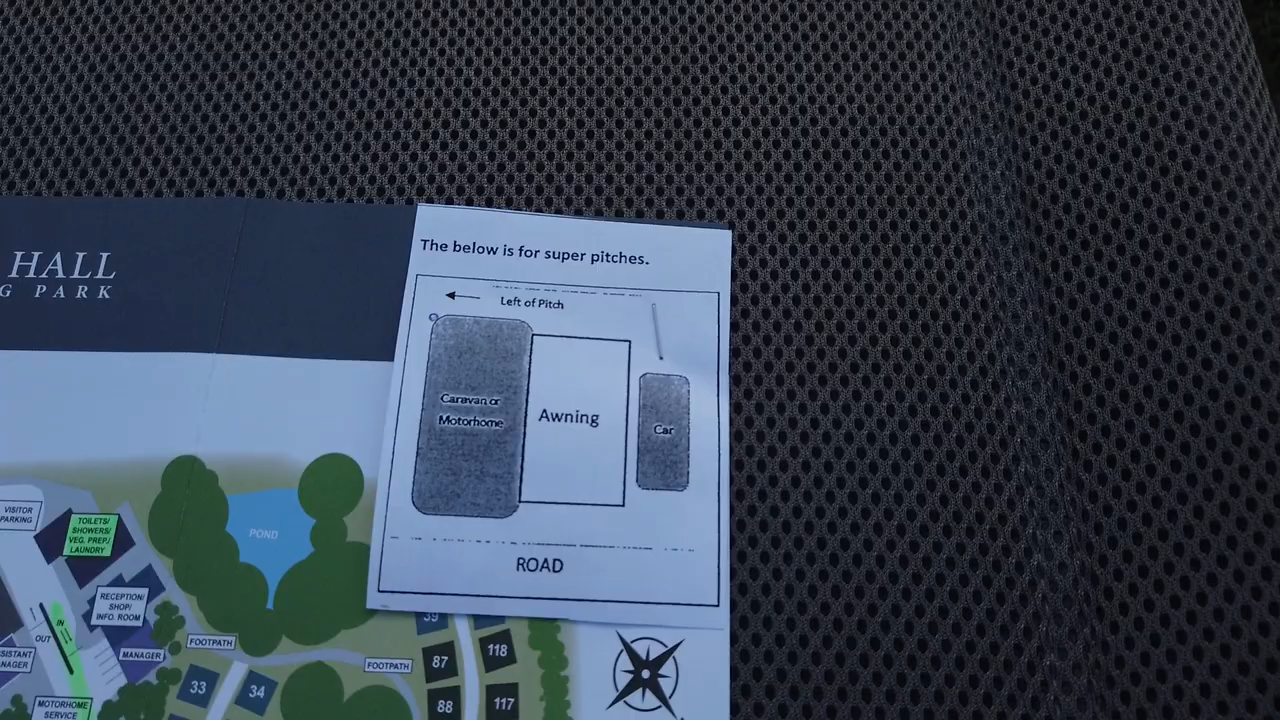 HALL
G PARK
The below is for super pitches.
Left of Pitch
Caravan or
Motorhome
Awning
Car
ROAD
VISITOR
PARKING
TOILETS/
SHOWERS/
VEG. PREP./
LAUNDRY
POND
RECEPTION/
SHOP/
INFO. ROOM
IN
OUT
MANAGER
SISTANT
NAGER
FOOTPATH
FOOTPATH
MOTORHOME
SERVICE
33
34
39
87
118
88
117